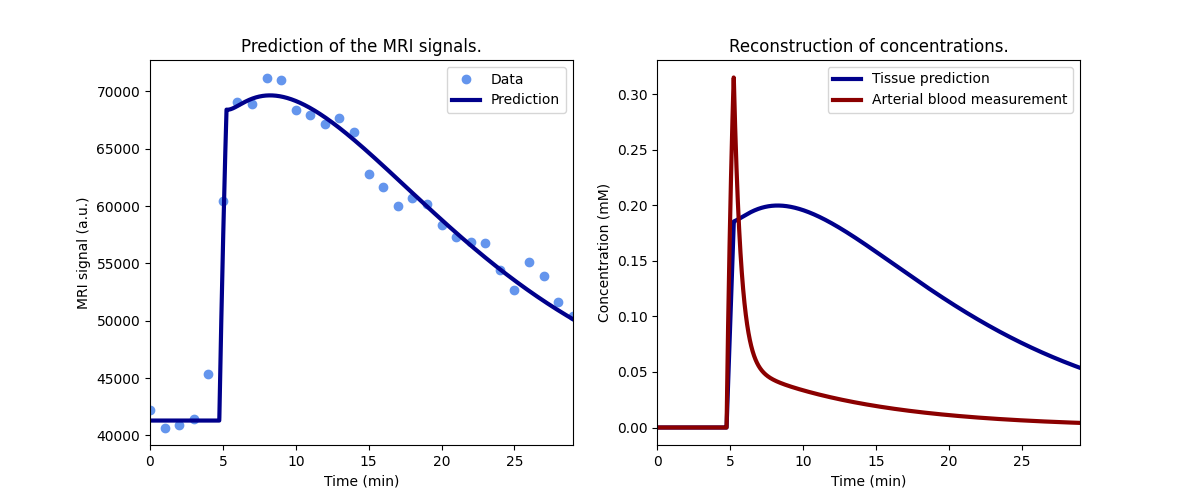 Prediction of the MRI signals.
MRI signal (a.u.)
70000
65000
60000
55000
50000
45000
40000
Data
Prediction
0
5
10
15
20
25
Time (min)
Reconstruction of concentrations.
Concentration (mM)
0.30
0.25
0.20
0.15
0.10
0.05
0.00
Tissue prediction
Arterial blood measurement
0
5
10
15
20
25
Time (min)